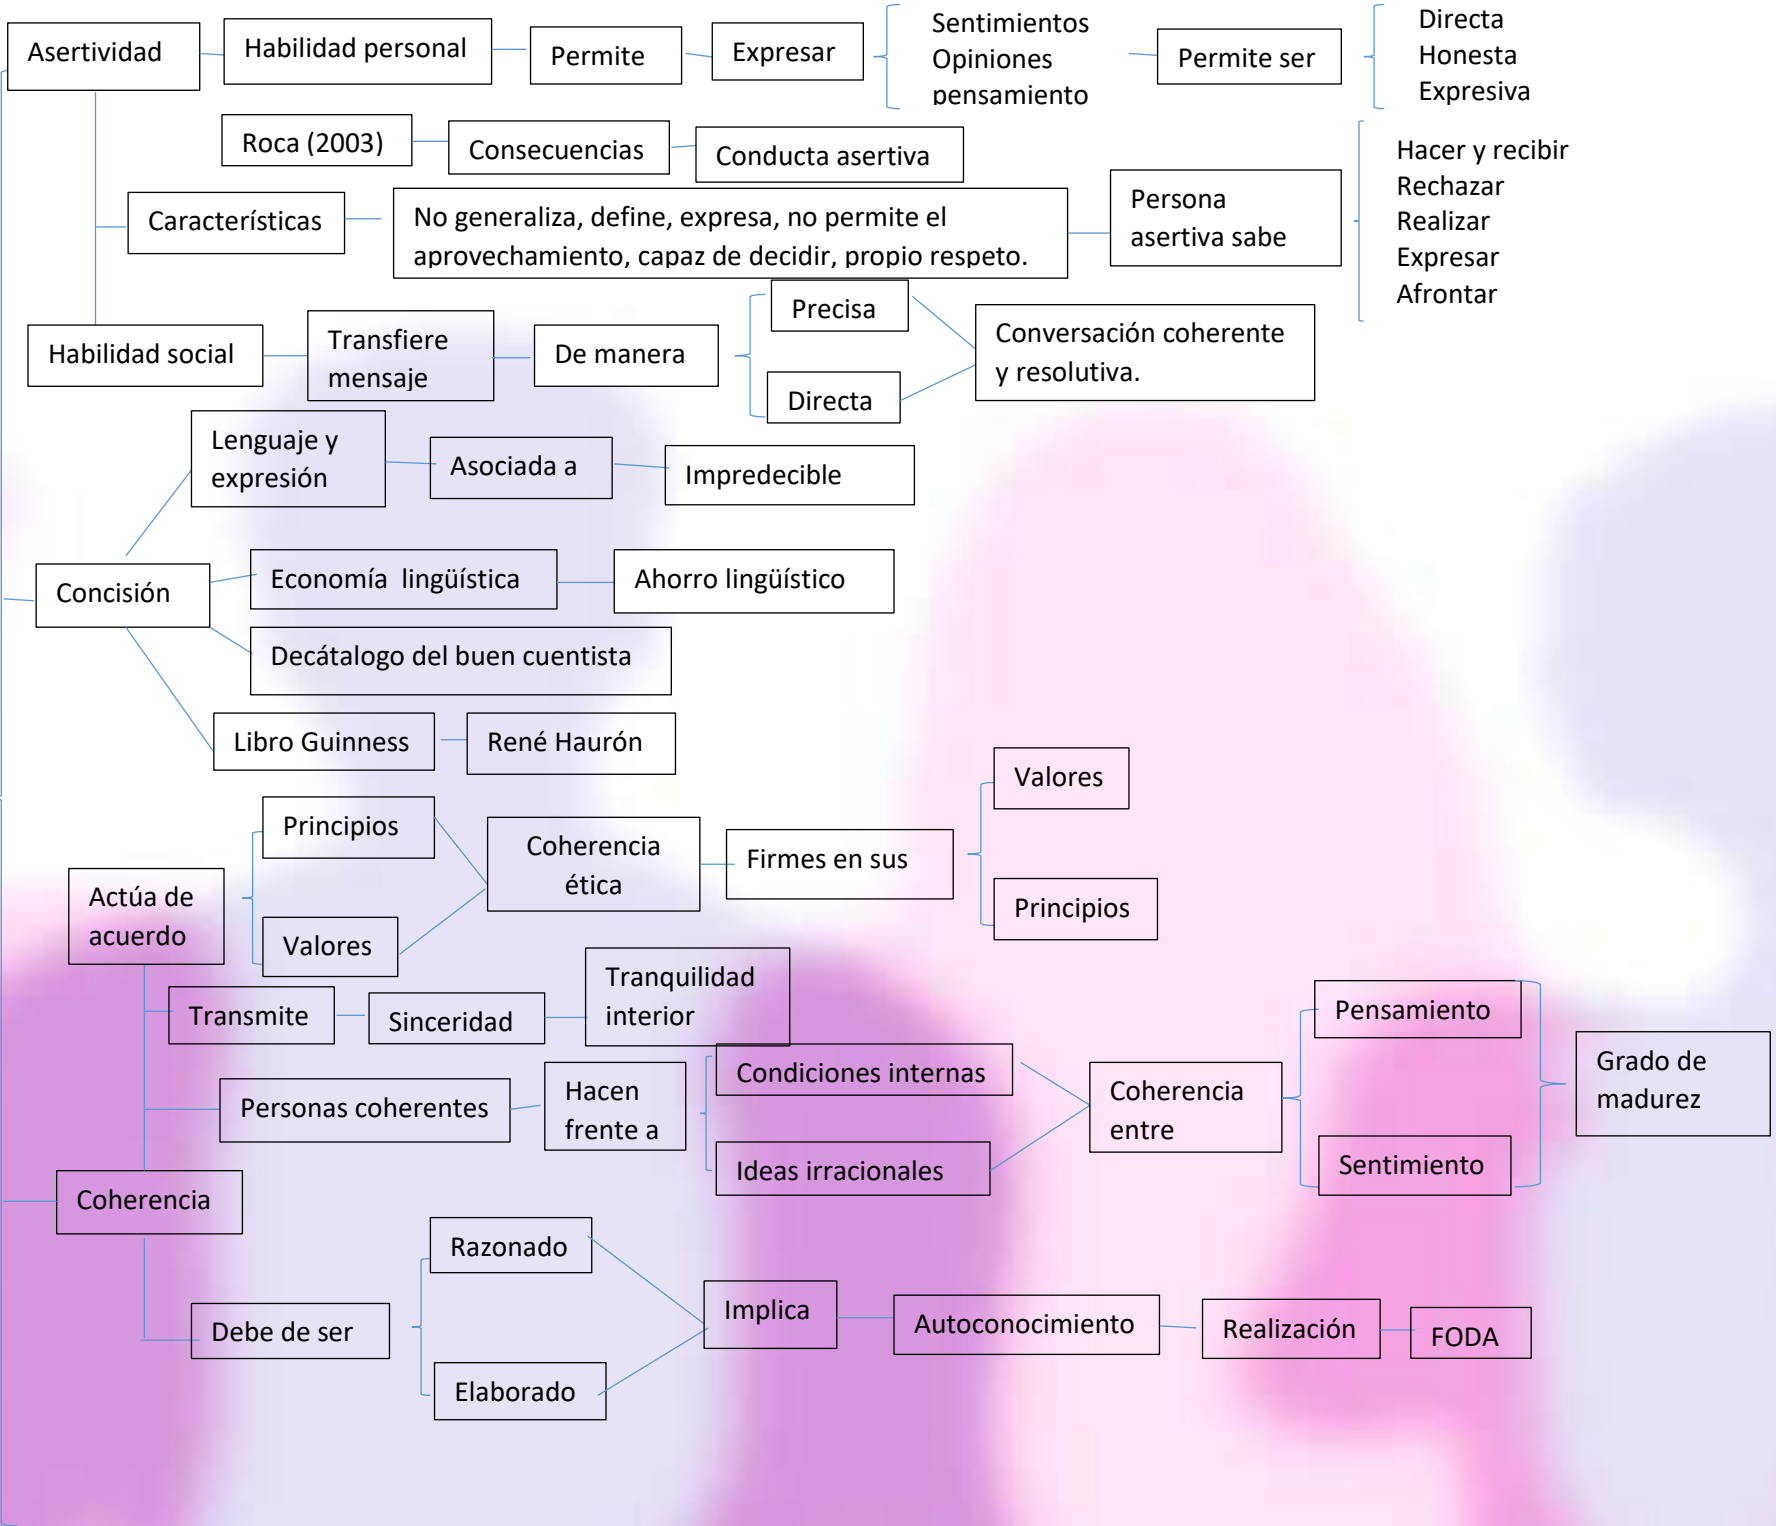 Asertividad
Habilidad personal
Permite
Expresar
Sentimientos
Opiniones
pensamiento
Permite ser
Directa
Honesta
Expresiva
Roca (2003)
Consecuencias
Conducta asertiva
Características
No generaliza, define, expresa, no permite el
aprovechamiento, capaz de decidir, propio respeto.
Persona
asertiva sabe
Hacer y recibir
Rechazar
Realizar
Expresar
Afrontar
Habilidad social
Transfiere
mensaje
De manera
Precisa
Directa
Conversación coherente
y resolutiva.
Concisión
Lenguaje y
expresión
Asociada a
Impredecible
Economía lingüística
Ahorro lingüístico
Decátalogo del buen cuentista
Libro Guinness
René Haurón
Actúa de
acuerdo
Principios
Valores
Coherencia
ética
Firmes en sus
Valores
Principios
Transmite
Sinceridad
Tranquilidad
interior
Personas coherentes
Hacen
frente a
Condiciones internas
Ideas irracionales
Coherencia
entre
Pensamiento
Sentimiento
Grado de
madurez
Coherencia
Debe de ser
Razonado
Elaborado
Implica
Autoconocimiento
Realización
FODA